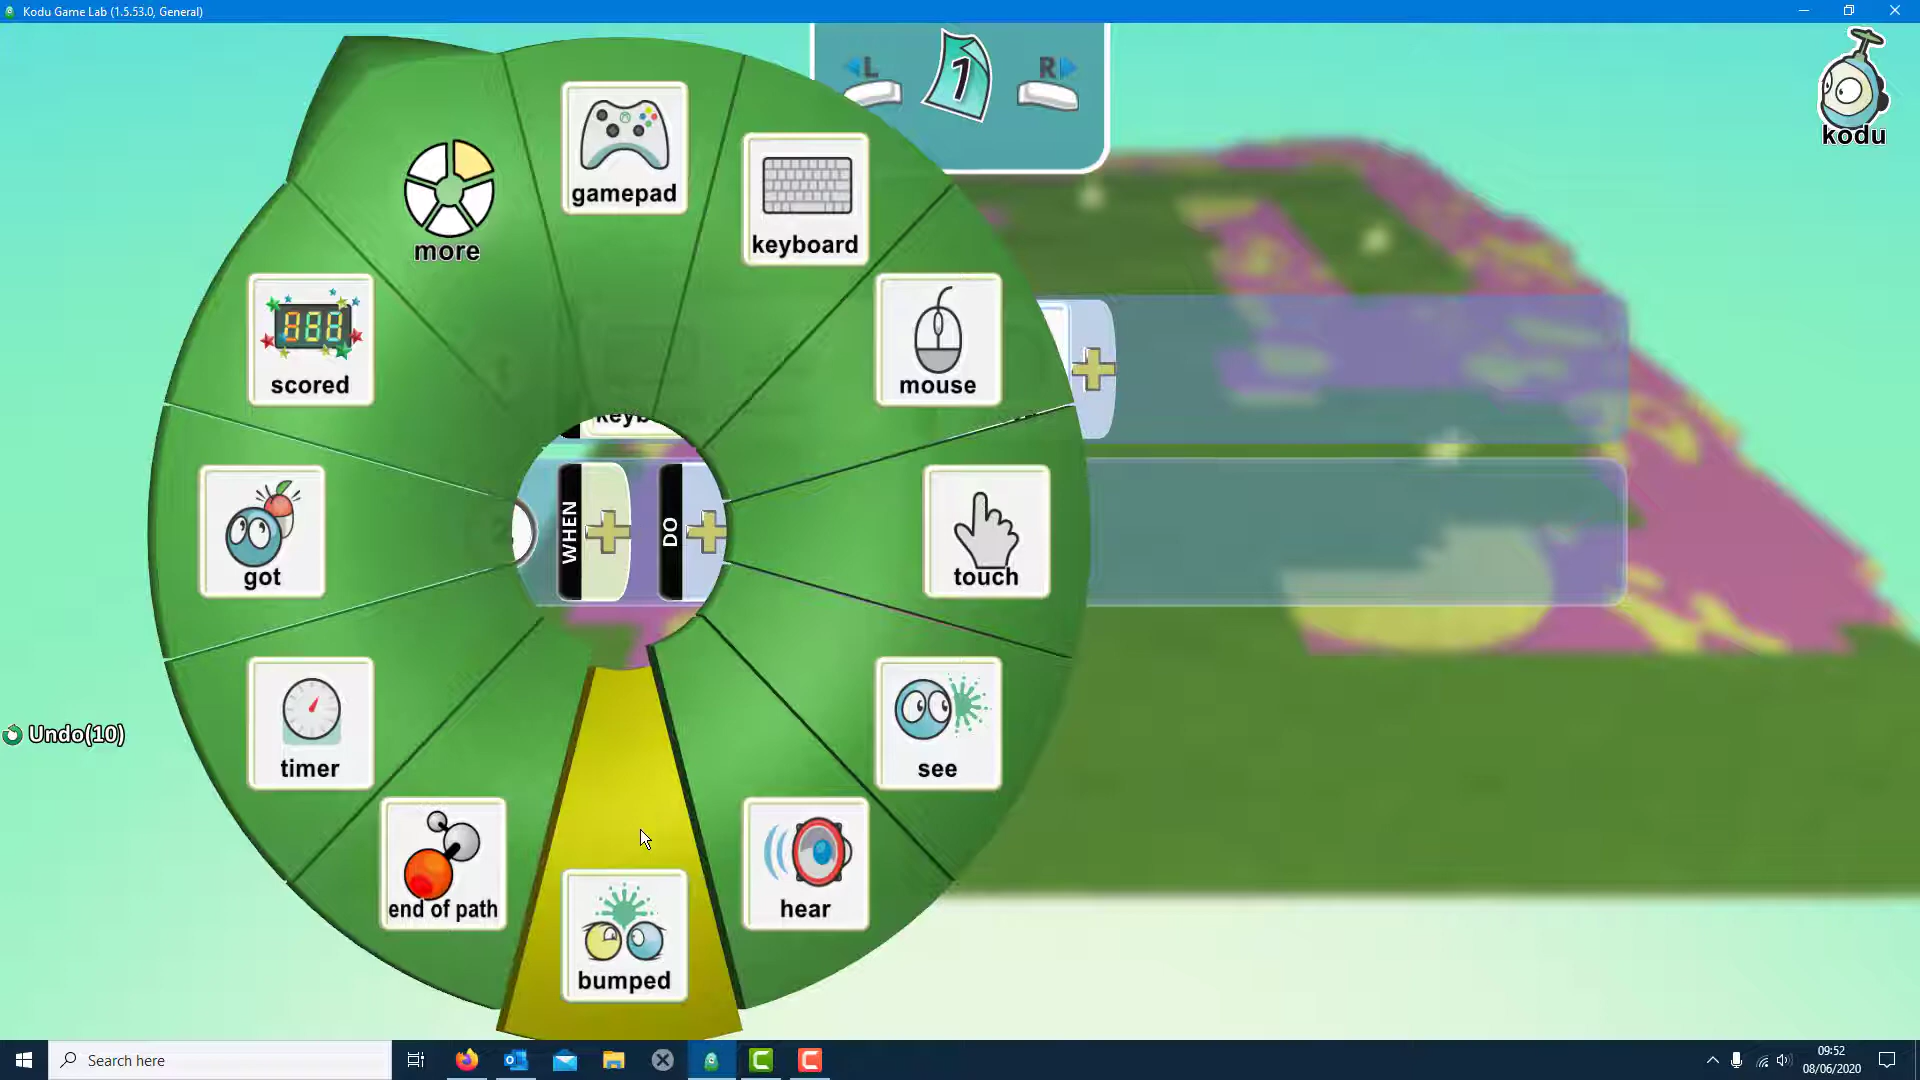 Kodu Game Lab (1.5.53.0, General)
L
1
R
kodu
gamepad
keyboard
mouse
touch
see
hear
bumped
end of path
timer
got
scored
more
WHEN
DO
Undo(10)
Search here
09:52
08/06/2020